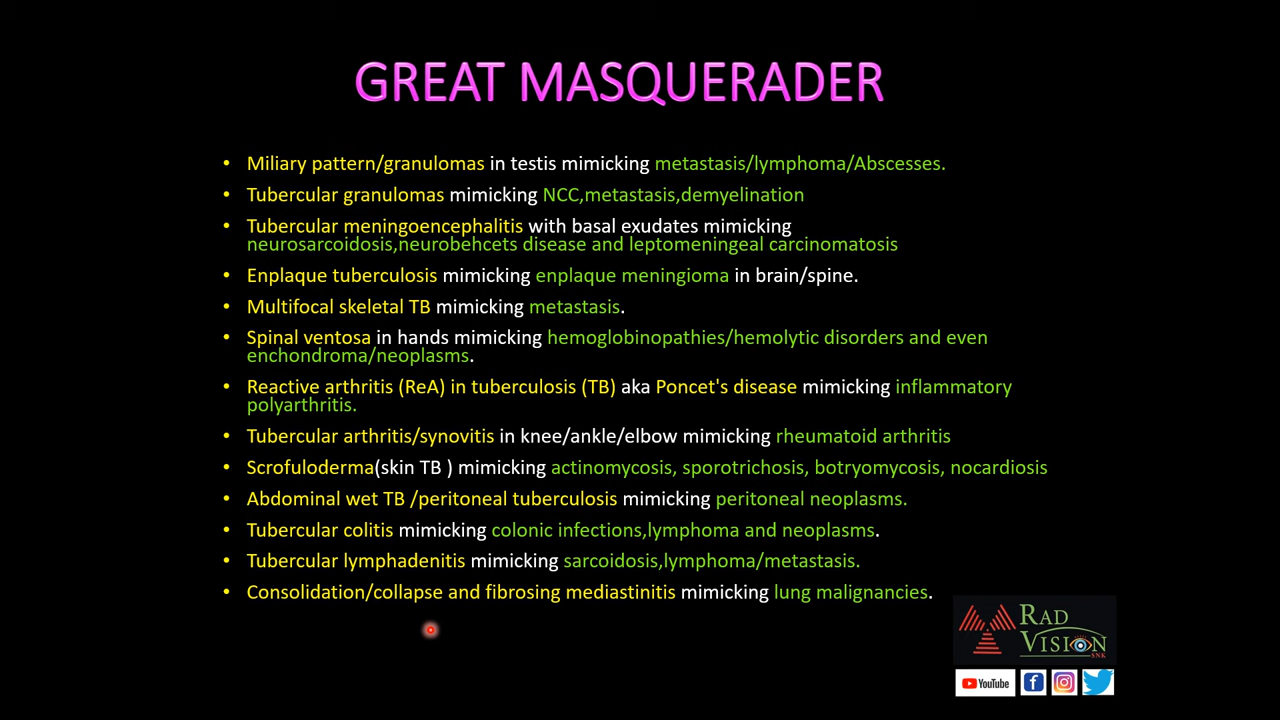 GREAT MASQUERADER
• Miliary pattern/granulomas in testis mimicking metastasis/lymphoma/Abscesses.
• Tubercular granulomas mimicking NCC,metastasis,demyelination
• Tubercular meningoencephalitis with basal exudates mimicking
neurosarcoidosis,neurobehcets disease and leptomeningeal carcinomatosis
• Enplaque tuberculosis mimicking enplaque meningioma in brain/spine.
• Multifocal skeletal TB mimicking metastasis.
• Spinal ventosa in hands mimicking hemoglobinopathies/hemolytic disorders and even
enchondroma/neoplasms.
• Reactive arthritis (ReA) in tuberculosis (TB) aka Poncet's disease mimicking inflammatory
polyarthritis.
• Tubercular arthritis/synovitis in knee/ankle/elbow mimicking rheumatoid arthritis
• Scrofuloderma(skin TB ) mimicking actinomycosis, sporotrichosis, botryomycosis, nocardiosis
• Abdominal wet TB /peritoneal tuberculosis mimicking peritoneal neoplasms.
• Tubercular colitis mimicking colonic infections,lymphoma and neoplasms.
• Tubercular lymphadenitis mimicking sarcoidosis,lymphoma/metastasis.
• Consolidation/collapse and fibrosing mediastinitis mimicking lung malignancies.
RAD
VISION
SNK
YouTube